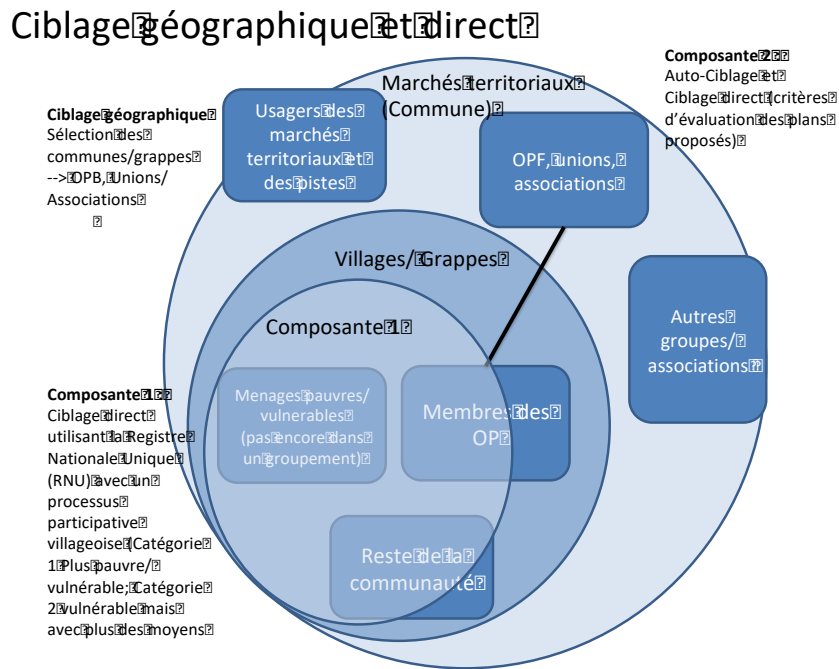 Ciblage géographique et direct
Composante 2 :
Auto-Ciblage et
Ciblage direct (critères
d'évaluation des plans
proposés)
Marchés territoriaux
(Commune)
Ciblage géographique
Sélection des
communes/grappes
--> OPB, Unions/
Associations
Usagers des
marchés
territoriaux et
des pistes
OPF, unions,
associations
Villages/ Grappes
Autres
groupes/
associations
Composante 1
Menages pauvres/
vulnerables
(pas encore dans
un groupement)
Membres des
OP
Composante 1
Ciblage direct
utilisant la Registre
Nationale Unique
(RNU) avec un
processus
participative
villageoise (Catégorie
1 Plus pauvre/
vulnérable; Catégorie
2 vulnérable mais
avec plus des moyens
Reste de la
communauté